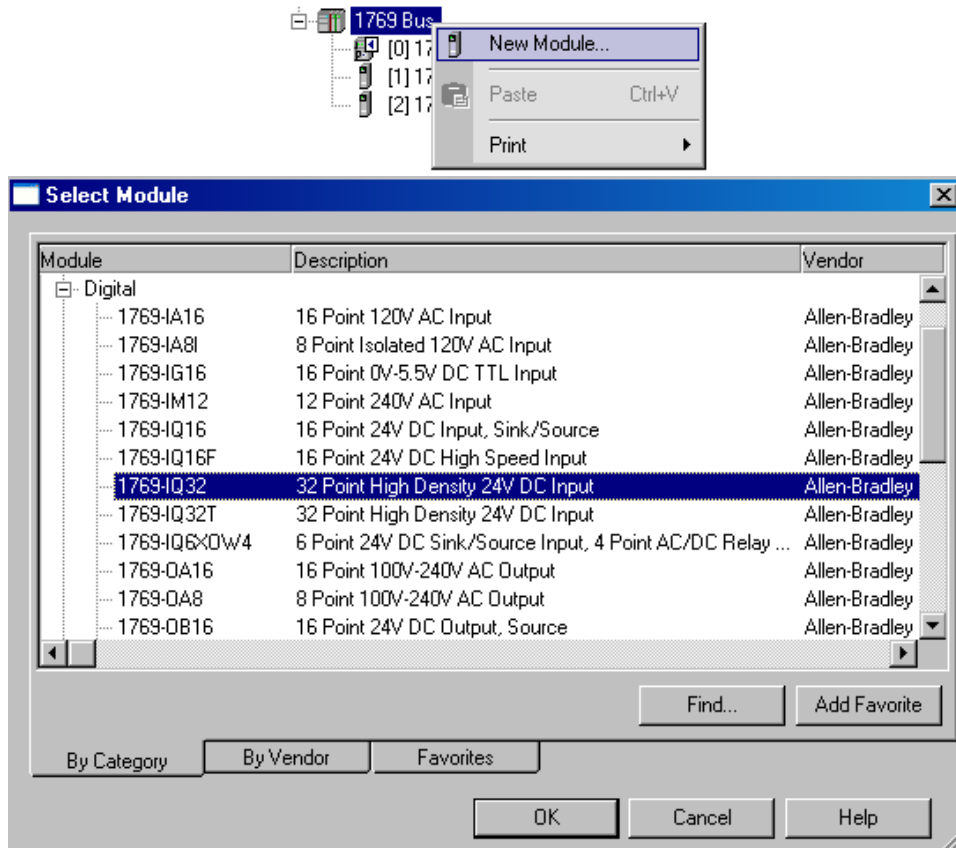 1769 Bus
New Module...
[0] 17
[1] 17
Paste Ctrl+V
[2] 17
Print
Select Module
Module Description Vendor
Digital
1769-IA16 16 Point 120V AC Input Allen-Bradley
1769-IA8I 8 Point Isolated 120V AC Input Allen-Bradley
1769-IG16 16 Point 0V-5.5V DC TTL Input Allen-Bradley
1769-IM12 12 Point 240V AC Input Allen-Bradley
1769-IQ16 16 Point 24V DC Input, Sink/Source Allen-Bradley
1769-IQ16F 16 Point 24V DC High Speed Input Allen-Bradley
1769-IQ32 32 Point High Density 24V DC Input Allen-Bradley
1769-IQ32T 32 Point High Density 24V DC Input Allen-Bradley
1769-IQ6XOW4 6 Point 24V DC Sink/Source Input, 4 Point AC/DC Relay ... Allen-Bradley
1769-OA16 16 Point 100V-240V AC Output Allen-Bradley
1769-OA8 8 Point 100V-240V AC Output Allen-Bradley
1769-OB16 16 Point 24V DC Output, Source Allen-Bradley
Find... Add Favorite
By Category By Vendor Favorites
OK Cancel Help